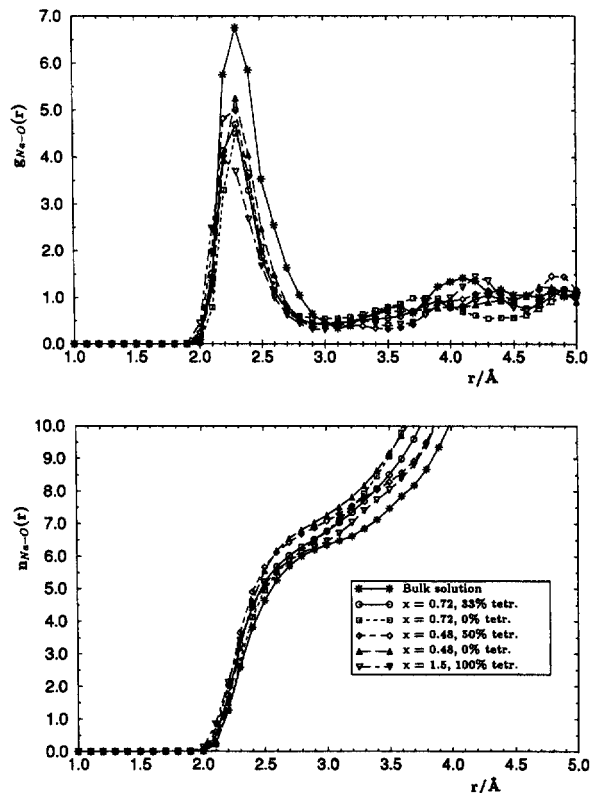 7.0
6.0
5.0
4.0
3.0
2.0
1.0
0.0
g_{Na-O}(r)
1.0 1.5 2.0 2.5 3.0 3.5 4.0 4.5 5.0
r/Å
10.0
9.0
8.0
7.0
6.0
5.0
4.0
3.0
2.0
1.0
0.0
n_{Na-O}(r)
Bulk solution
x = 0.72, 33% tetr.
x = 0.72, 0% tetr.
x = 0.48, 50% tetr.
x = 0.48, 0% tetr.
x = 1.5, 100% tetr.
1.0 1.5 2.0 2.5 3.0 3.5 4.0 4.5 5.0
r/Å